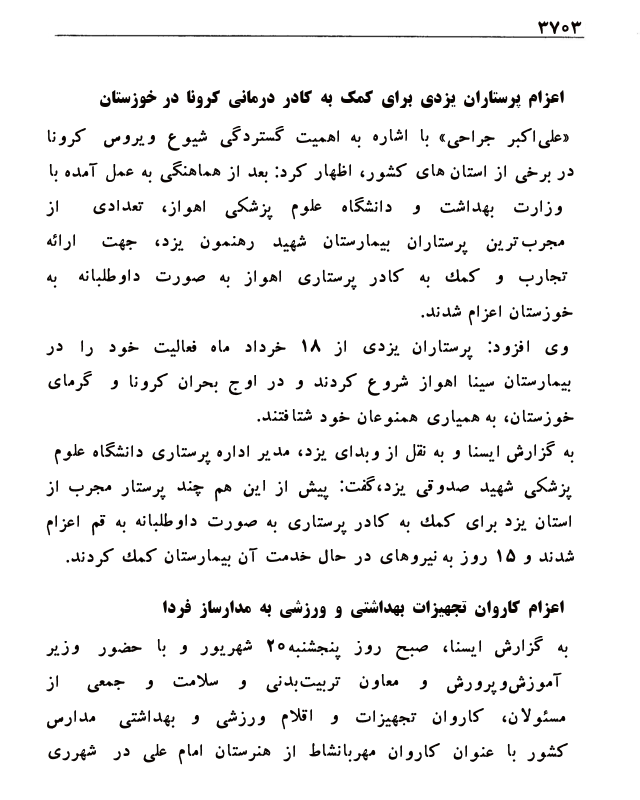 ۳۷۰۳
اعزام پرستاران یزدی برای کمک به کادر درمانی کرونا در خوزستان
«علی‌اکبر جراحی» با اشاره به اهمیت گستردگی شیوع ویروس کرونا
در برخی از استان های کشور، اظهار کرد: بعد از هماهنگی به عمل آمده با
وزارت بهداشت و دانشگاه علوم پزشکی اهواز، تعدادی از
مجرب‌ترین پرستاران بیمارستان شهید رهنمون یزد، جهت ارائه
تجارب و کمك به کادر پرستاری اهواز به صورت داوطلبانه به
خوزستان اعزام شدند.
وی افزود: پرستاران یزدی از ۱۸ خرداد ماه فعالیت خود را در
بیمارستان سینا اهواز شروع کردند و در اوج بحران کرونا و گرمای
خوزستان، به همیاری همنوعان خود شتافتند.
به گزارش ایسنا و به نقل از وبدای یزد، مدیر اداره پرستاری دانشگاه علوم
پزشکی شهید صدوقی یزد،گفت: پیش از این هم چند پرستار مجرب از
استان یزد برای کمك به کادر پرستاری به صورت داوطلبانه به قم اعزام
شدند و ۱۵ روز به نیروهای در حال خدمت آن بیمارستان کمك کردند.
اعزام کاروان تجهیزات بهداشتی و ورزشی به مدارساز فردا
به گزارش ایسنا، صبح روز پنجشنبه۲۰ شهریور و با حضور وزیر
آموزش‌وپرورش و معاون تربیت‌بدنی و سلامت و جمعی از
مسئولان، کاروان تجهیزات و اقلام ورزشی و بهداشتی مدارس
کشور با عنوان کاروان مهربانشاط از هنرستان امام علی در شهرری